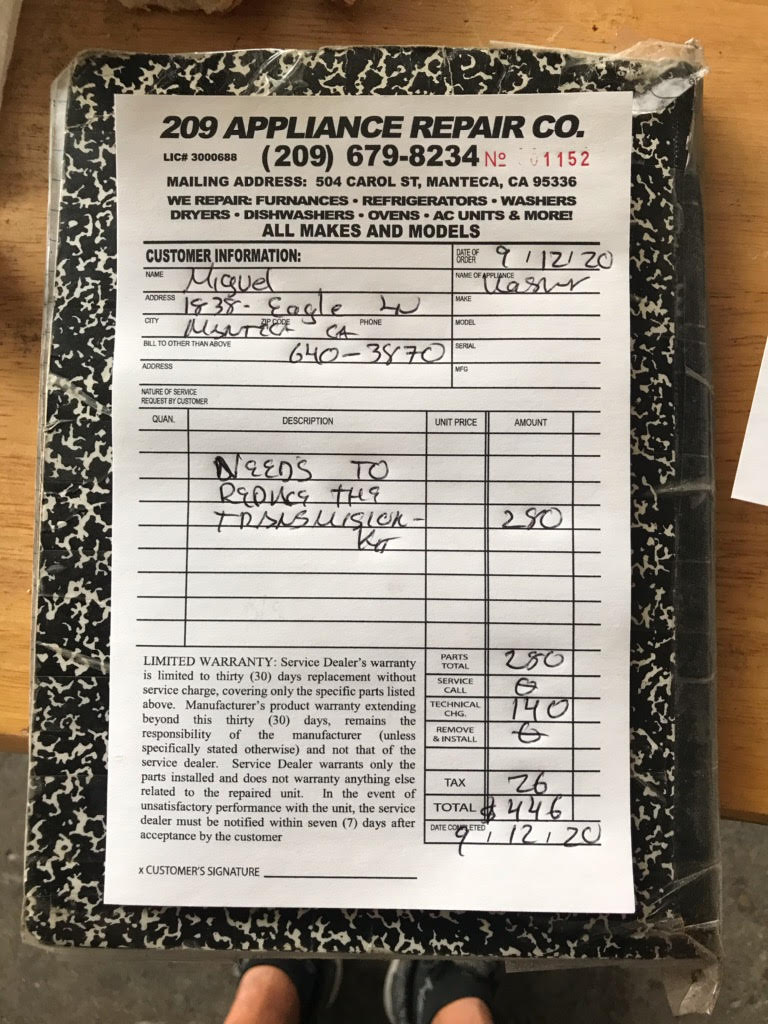 209 APPLIANCE REPAIR CO.
LIC# 3000688 (209) 679-8234 Nº 01152
MAILING ADDRESS: 504 CAROL ST, MANTECA, CA 95336
WE REPAIR: FURNANCES • REFRIGERATORS • WASHERS
DRYERS • DISHWASHERS • OVENS • AC UNITS & MORE!
ALL MAKES AND MODELS
CUSTOMER INFORMATION: DATE OF ORDER 9/12/20
NAME Miguel NAME OF APPLIANCE Washer
ADDRESS 1838- Eagle LN MAKE
CITY MANTECA ZIP CODE CA PHONE MODEL
BILL TO OTHER THAN ABOVE 640-3870 SERIAL
ADDRESS MFG
NATURE OF SERVICE
REQUEST BY CUSTOMER
QUAN. DESCRIPTION UNIT PRICE AMOUNT
NEEDS TO
THE
TRANSMISION- 280
KIT
LIMITED WARRANTY: Service Dealer's warranty
is limited to thirty (30) days replacement without
service charge, covering only the specific parts listed
above. Manufacturer's product warranty extending
beyond this thirty (30) days, remains the
responsibility of the manufacturer (unless
specifically stated otherwise) and not that of the
service dealer. Service Dealer warrants only the
parts installed and does not warranty anything else
related to the repaired unit. In the event of
unsatisfactory performance with the unit, the service
dealer must be notified within seven (7) days after
acceptance by the customer
PARTS TOTAL 280
SERVICE CALL 0
TECHNICAL CHG. 140
REMOVE & INSTALL 0
TAX 26
TOTAL $446
DATE COMPLETED 9/12/20
x CUSTOMER'S SIGNATURE